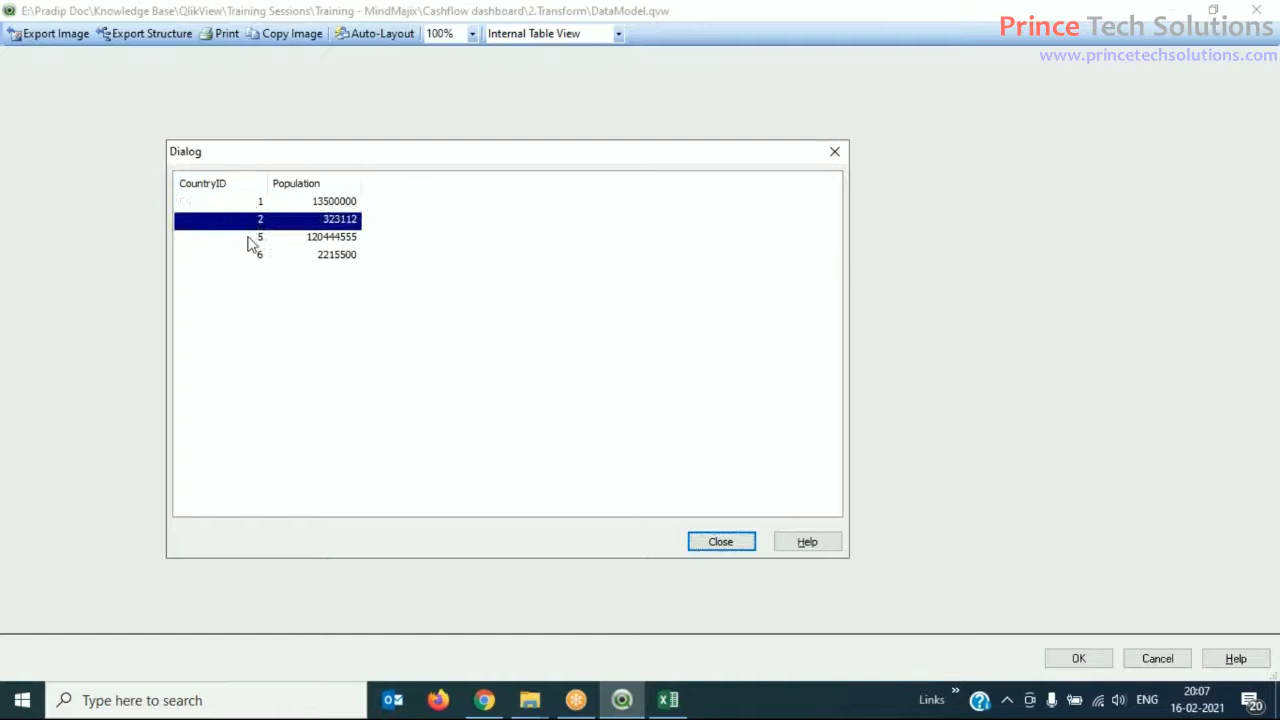 E:\Pradip Doc\Knowledge Base\QlikView\Training Sessions\Training - MindMajix\Cashflow dashboard\2.Transform\DataModel.qvw
Export Image Export Structure Print Copy Image Auto-Layout 100% Internal Table View
Prince Tech Solutions
www.princetechsolutions.com
Dialog
CountryID Population
1 13500000
2 323112
5 120444555
6 2215500
Close Help
OK Cancel Help
Type here to search
Links
ENG
20:07
16-02-2021
20